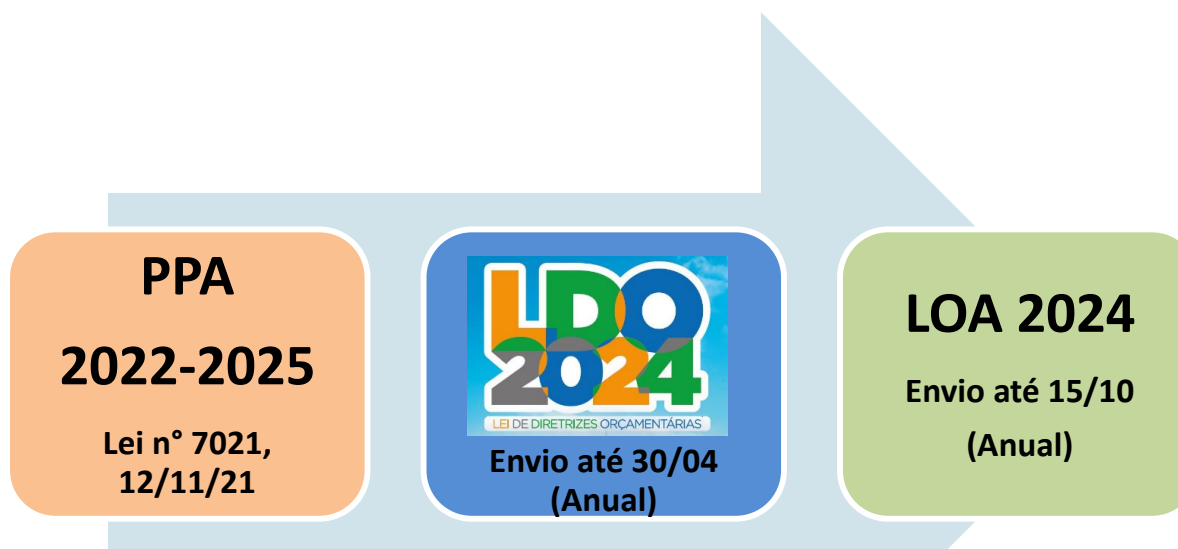 PPA
2022-2025
Lei n° 7021,
12/11/21
LDO
2024
LEI DE DIRETRIZES ORÇAMENTÁRIAS
Envio até 30/04
(Anual)
LOA 2024
Envio até 15/10
(Anual)